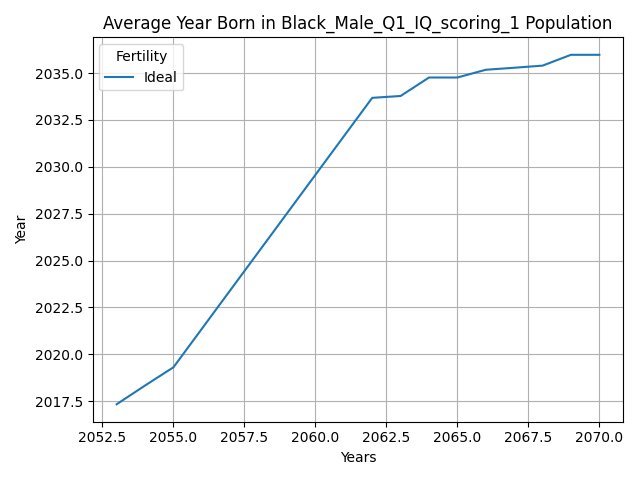 Average Year Born in Black_Male_Q1_IQ_scoring_1 Population
Fertility
Ideal
Year
2035.0
2032.5
2030.0
2027.5
2025.0
2022.5
2020.0
2017.5
2052.5 2055.0 2057.5 2060.0 2062.5 2065.0 2067.5 2070.0
Years